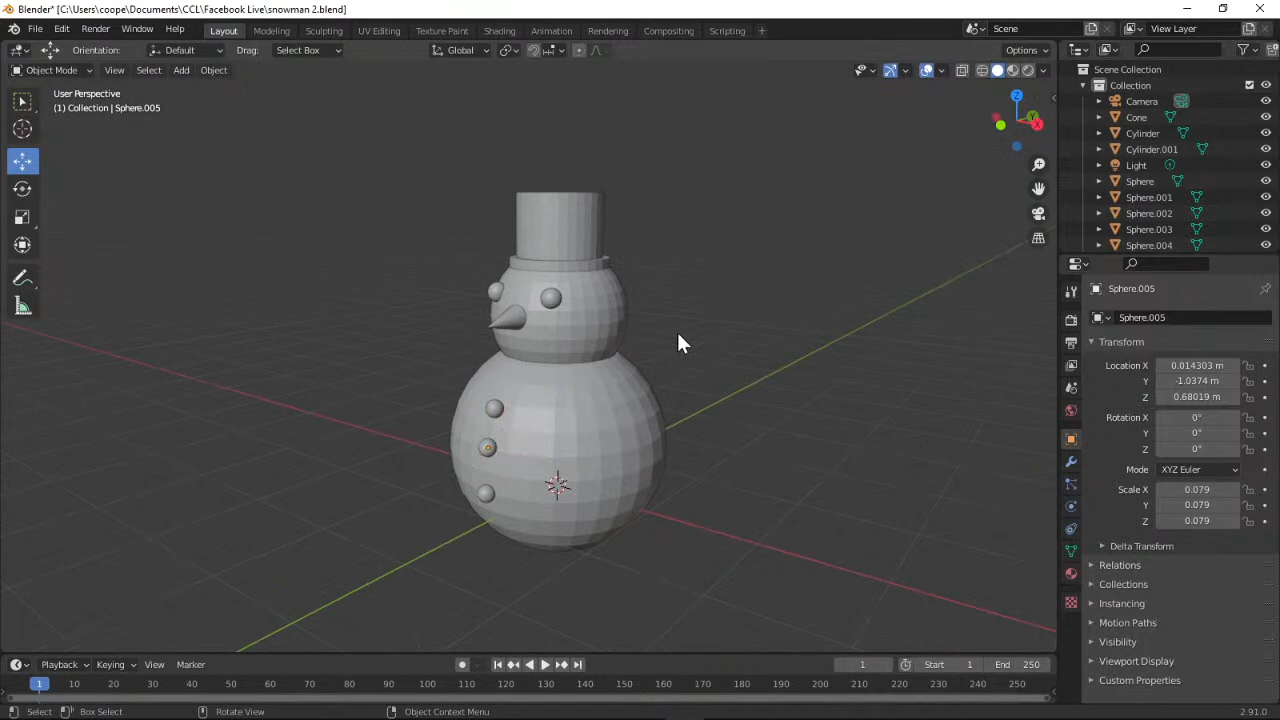 Blender* [C:\Users\coope\Documents\CCL\Facebook Live\snowman 2.blend]
File Edit Render Window Help Layout Modeling Sculpting UV Editing Texture Paint Shading Animation Rendering Compositing Scripting + Scene View Layer
Orientation: Default Drag: Select Box Global Options
Object Mode View Select Add Object
User Perspective
(1) Collection | Sphere.005
Z
Y
X
Scene Collection
Collection
Camera
Cone
Cylinder
Cylinder.001
Light
Sphere
Sphere.001
Sphere.002
Sphere.003
Sphere.004
Sphere.005
Sphere.005
Transform
Location X 0.014303 m
Y -1.0374 m
Z 0.68019 m
Rotation X 0°
Y 0°
Z 0°
Mode XYZ Euler
Scale X 0.079
Y 0.079
Z 0.079
Delta Transform
Relations
Collections
Instancing
Motion Paths
Visibility
Viewport Display
Custom Properties
Playback Keying View Marker 1 Start 1 End 250
1 10 20 30 40 50 60 70 80 90 100 110 120 130 140 150 160 170 180 190 200 210 220 230 240 250
Select Box Select Rotate View Object Context Menu 2.91.0